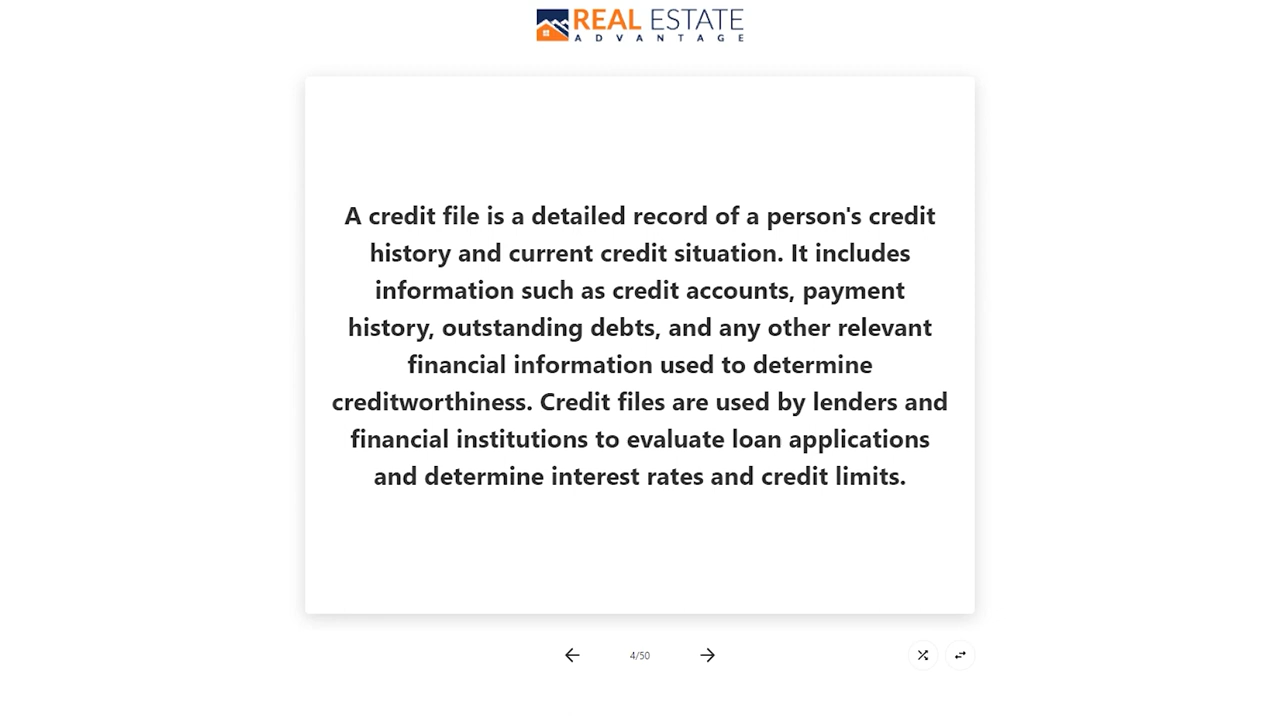 REAL ESTATE
ADVANTAGE
A credit file is a detailed record of a person's credit
history and current credit situation. It includes
information such as credit accounts, payment
history, outstanding debts, and any other relevant
financial information used to determine
creditworthiness. Credit files are used by lenders and
financial institutions to evaluate loan applications
and determine interest rates and credit limits.
4/50